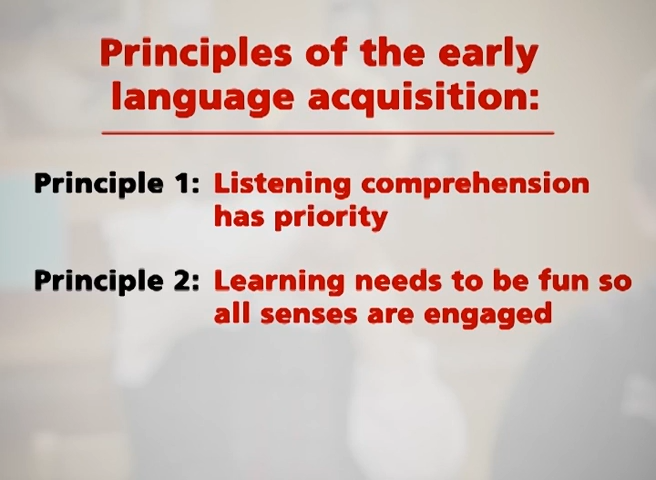 Principles of the early
language acquisition:
Principle 1: Listening comprehension
has priority
Principle 2: Learning needs to be fun so
all senses are engaged